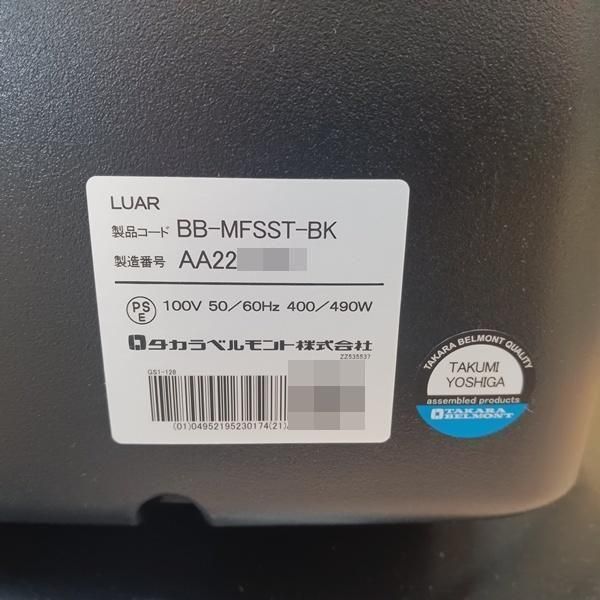 LUAR
製品コード BB-MFSST-BK
製造番号 AA22
PS
E
100V 50/60Hz 400/490W
タカラベルモント株式会社
ZZ535537
GS1-128
(01)04952195230174(21)
TAKARA BELMONT QUALITY
TAKUMI
YOSHIGA
assembled products
TAKARA
BELMONT